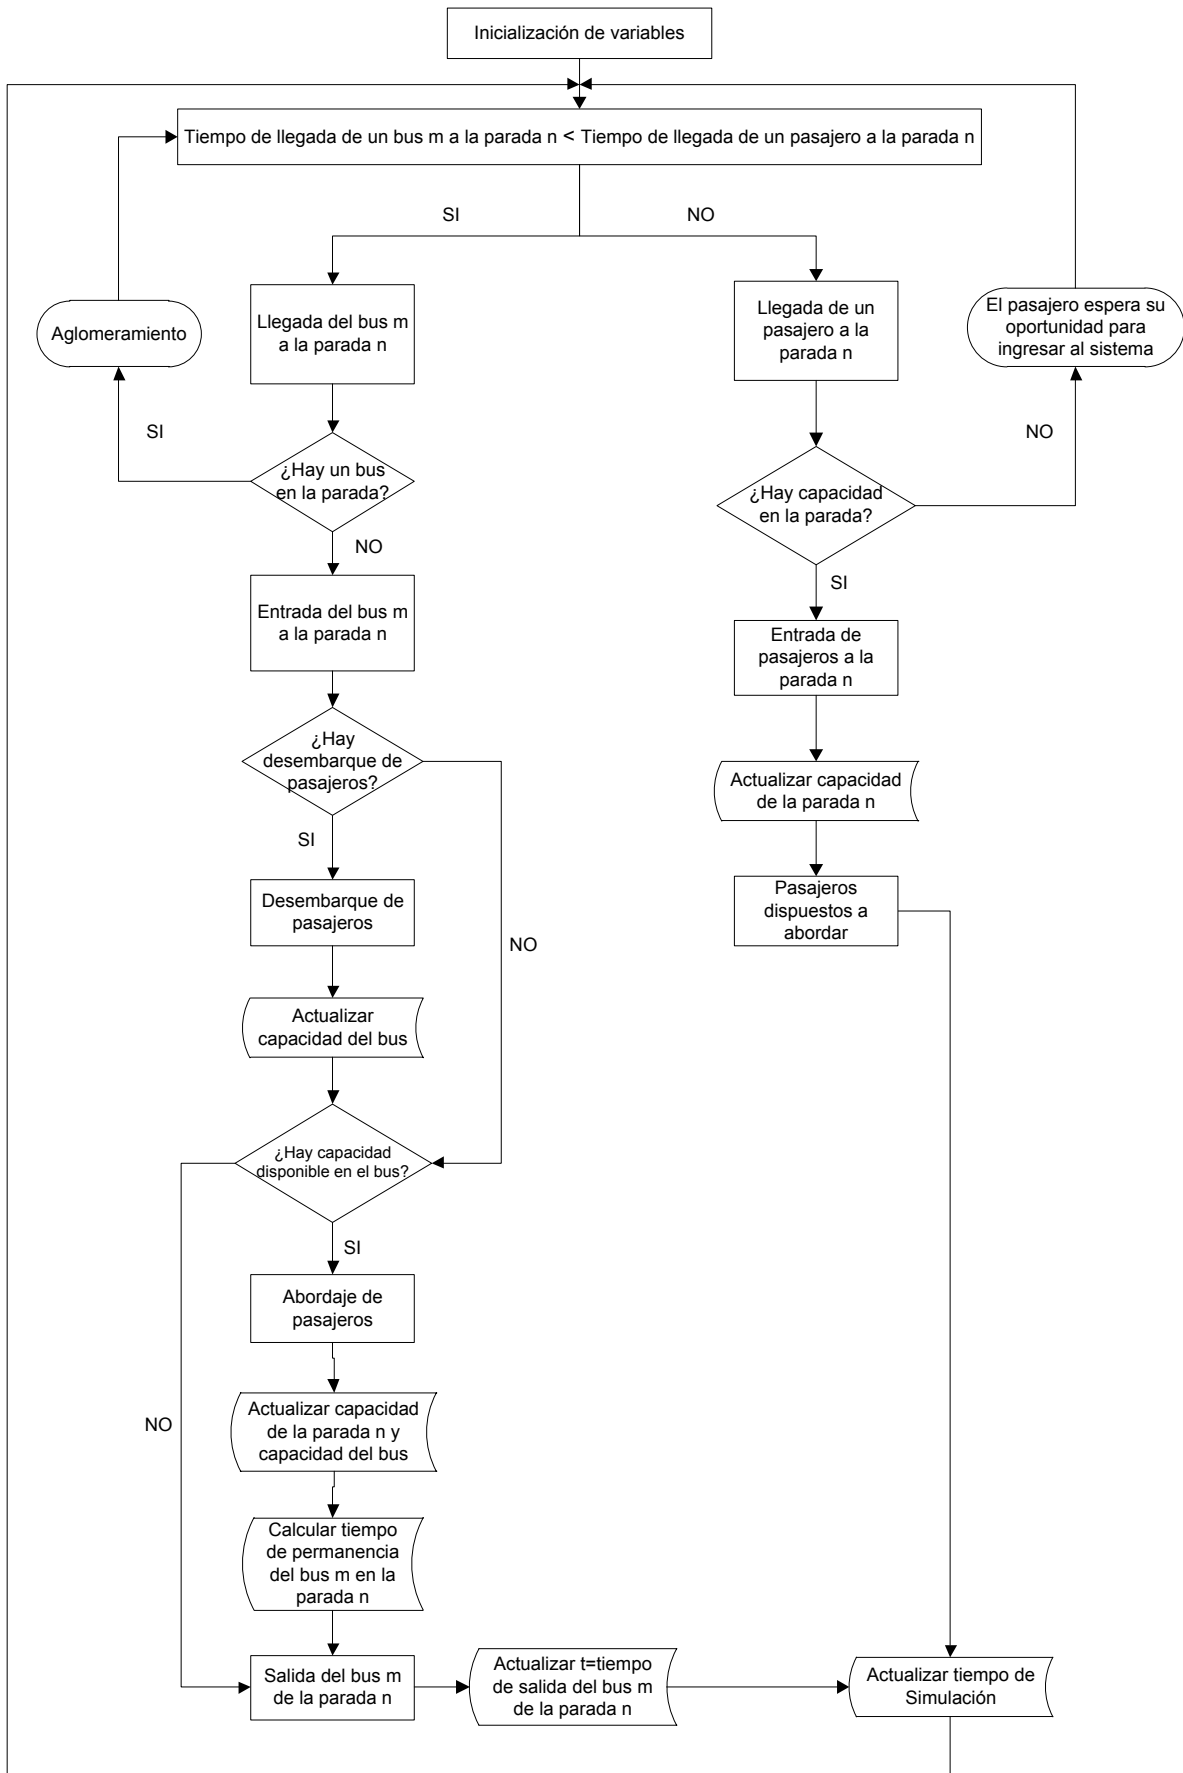 Inicialización de variables
Tiempo de llegada de un bus m a la parada n < Tiempo de llegada de un pasajero a la parada n
SI
NO
Aglomeramiento
Llegada del bus m
a la parada n
Llegada de un
pasajero a la
parada n
El pasajero espera su
oportunidad para
ingresar al sistema
SI
NO
¿Hay un bus
en la parada?
¿Hay capacidad
en la parada?
NO
SI
Entrada del bus m
a la parada n
Entrada de
pasajeros a la
parada n
¿Hay
desembarque de
pasajeros?
Actualizar capacidad
de la parada n
SI
Desembarque de
pasajeros
NO
Pasajeros
dispuestos a
abordar
Actualizar
capacidad del bus
¿Hay capacidad
disponible en el bus?
SI
Abordaje de
pasajeros
NO
Actualizar capacidad
de la parada n y
capacidad del bus
Calcular tiempo
de permanencia
del bus m en la
parada n
Salida del bus m
de la parada n
Actualizar t=tiempo
de salida del bus m
de la parada n
Actualizar tiempo de
Simulación